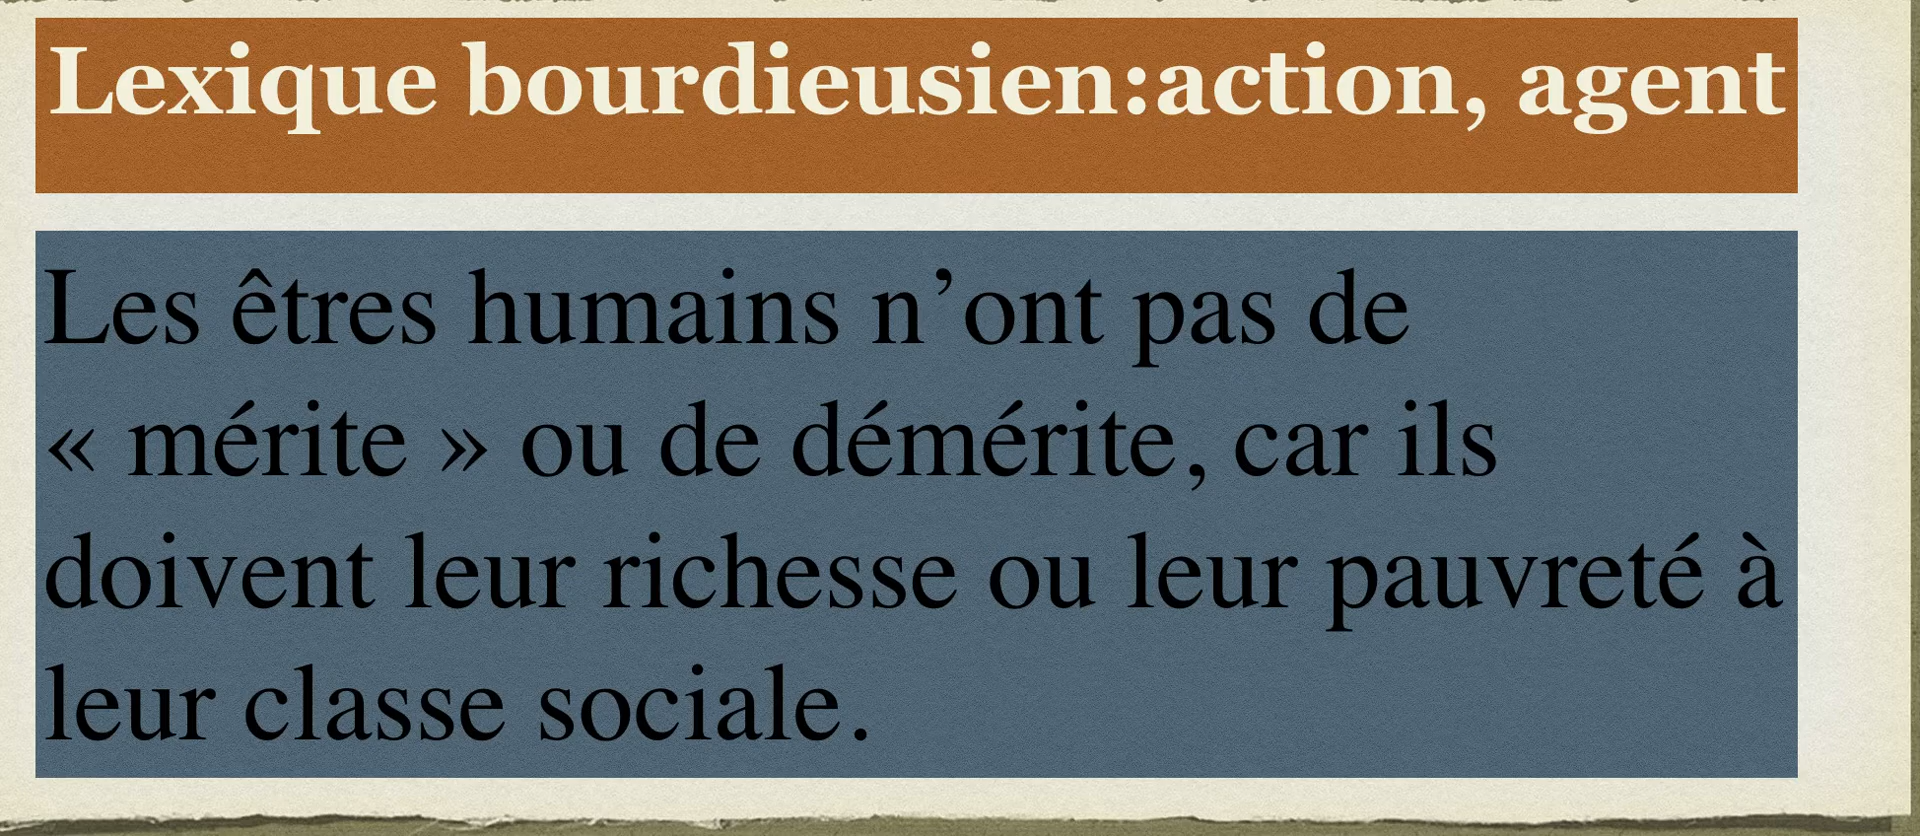 Lexique bourdieusien:action, agent
Les êtres humains n’ont pas de
« mérite » ou de démérite, car ils
doivent leur richesse ou leur pauvreté à
leur classe sociale.